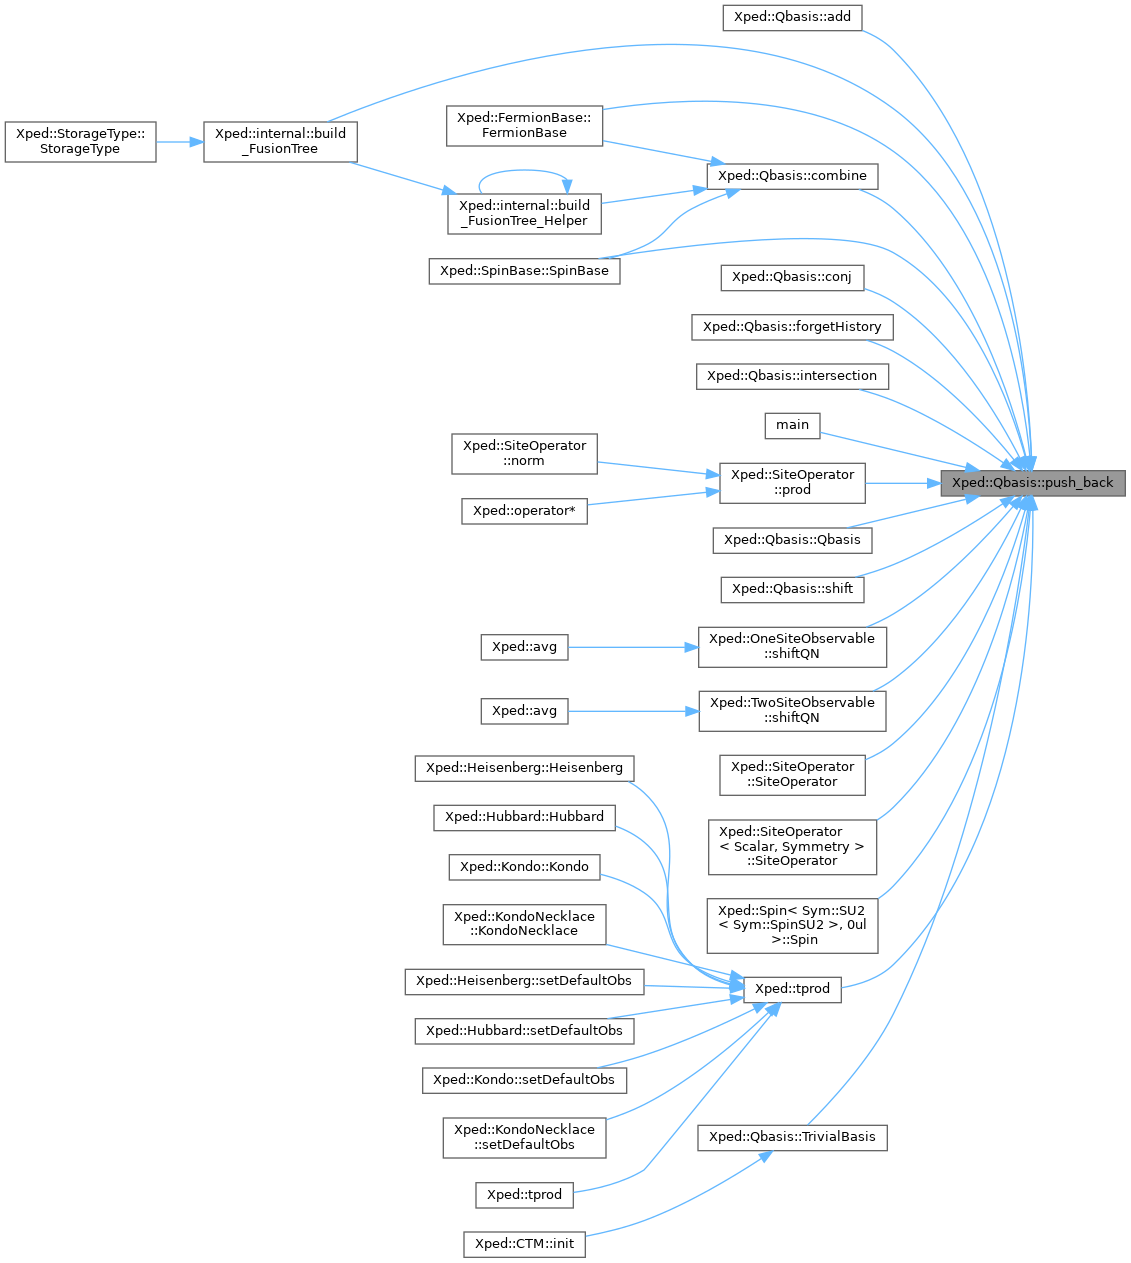 Xped::Qbasis::add
Xped::StorageType::
StorageType
Xped::internal::build
_FusionTree
Xped::FermionBase::
FermionBase
Xped::Qbasis::combine
Xped::internal::build
_FusionTree_Helper
Xped::SpinBase::SpinBase
Xped::Qbasis::conj
Xped::Qbasis::forgetHistory
Xped::Qbasis::intersection
main
Xped::SiteOperator
::norm
Xped::SiteOperator
::prod
Xped::Qbasis::push_back
Xped::operator*
Xped::Qbasis::Qbasis
Xped::Qbasis::shift
Xped::avg
Xped::OneSiteObservable
::shiftQN
Xped::avg
Xped::TwoSiteObservable
::shiftQN
Xped::Heisenberg::Heisenberg
Xped::SiteOperator
::SiteOperator
Xped::Hubbard::Hubbard
Xped::SiteOperator
< Scalar, Symmetry >
::SiteOperator
Xped::Kondo::Kondo
Xped::KondoNecklace
::KondoNecklace
Xped::Spin< Sym::SU2
< Sym::SpinSU2 >, 0ul
>::Spin
Xped::Heisenberg::setDefaultObs
Xped::tprod
Xped::Hubbard::setDefaultObs
Xped::Kondo::setDefaultObs
Xped::KondoNecklace
::setDefaultObs
Xped::Qbasis::TrivialBasis
Xped::tprod
Xped::CTM::init